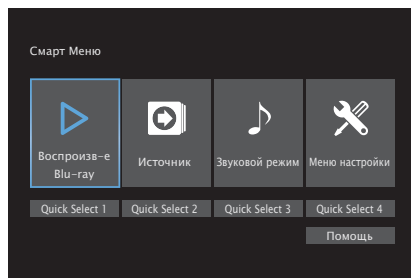 Смарт Меню
Воспроизв-е
Blu-ray
Источник
Звуковой режим
Меню настройки
Quick Select 1
Quick Select 2
Quick Select 3
Quick Select 4
Помощь